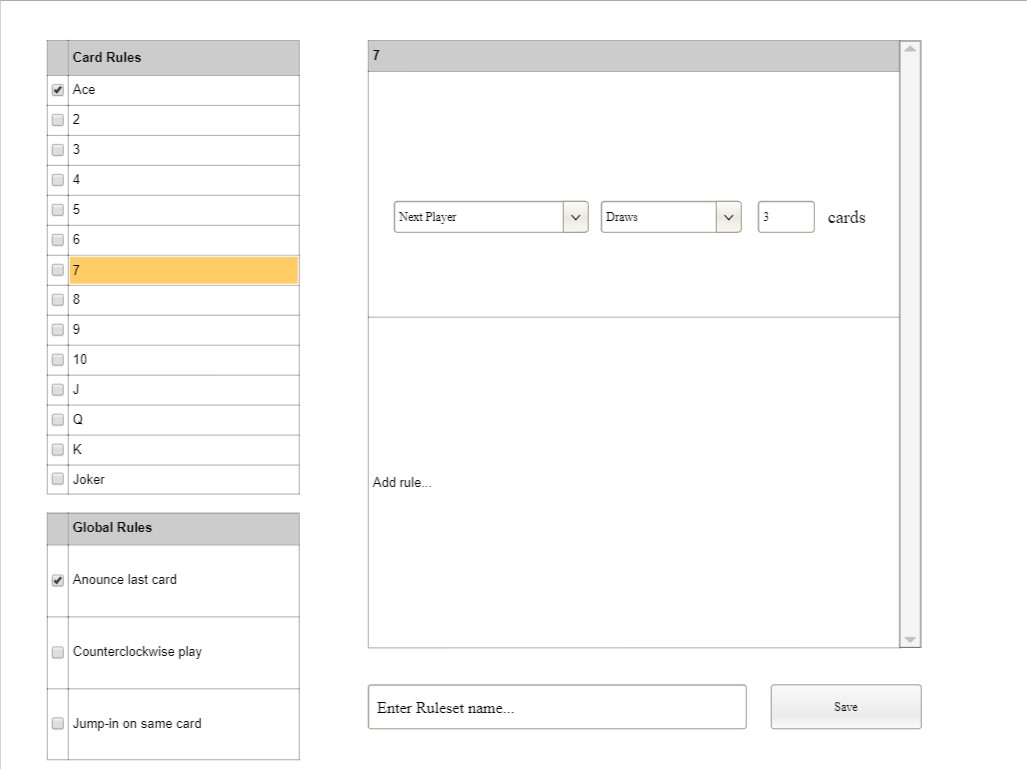 Card Rules
Ace
2
3
4
5
6
7
8
9
10
J
Q
K
Joker
Global Rules
Anounce last card
Counterclockwise play
Jump-in on same card
7
Next Player Draws 3 cards
Add rule...
Enter Ruleset name... Save